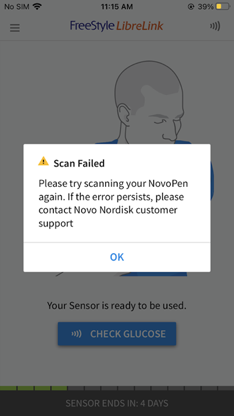 No SIM 11:15 AM 39%
FreeStyle LibreLink
Scan Failed
Please try scanning your NovoPen
again. If the error persists, please
contact Novo Nordisk customer
support
OK
Your Sensor is ready to be used.
CHECK GLUCOSE
SENSOR ENDS IN: 4 DAYS